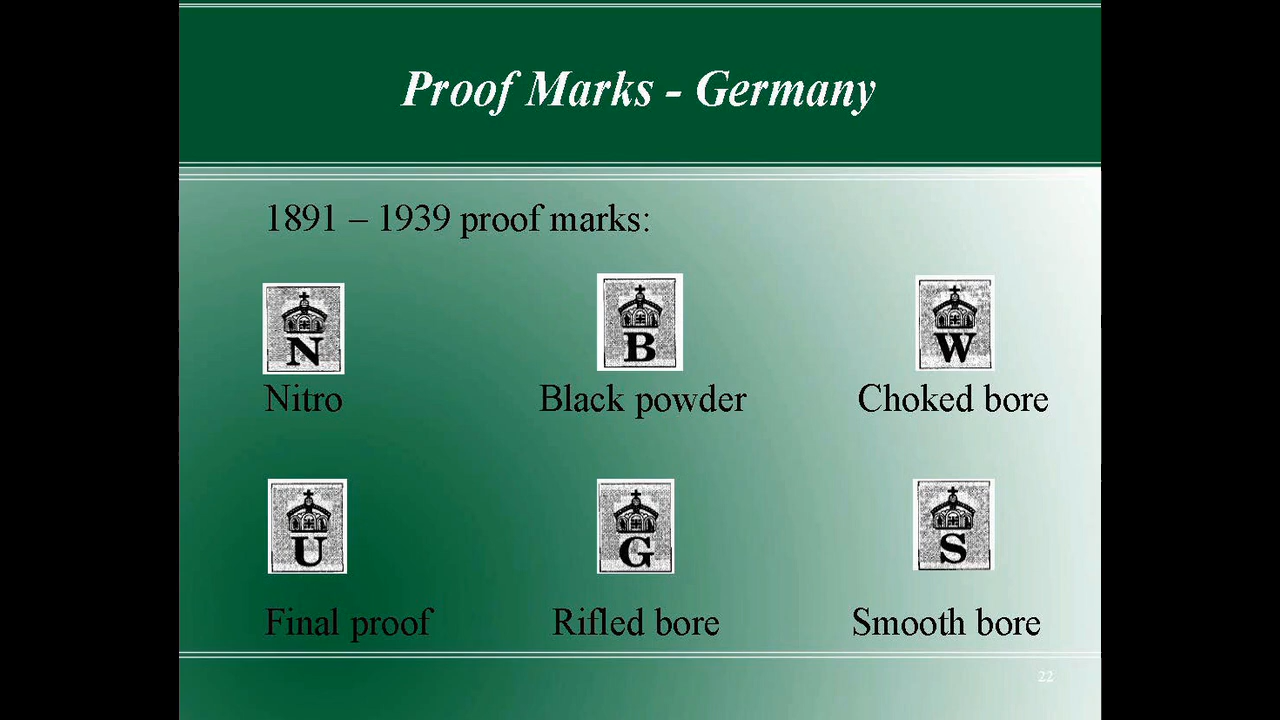 Proof Marks - Germany
1891 – 1939 proof marks:
N B W
Nitro Black powder Choked bore
U G S
Final proof Rifled bore Smooth bore
22